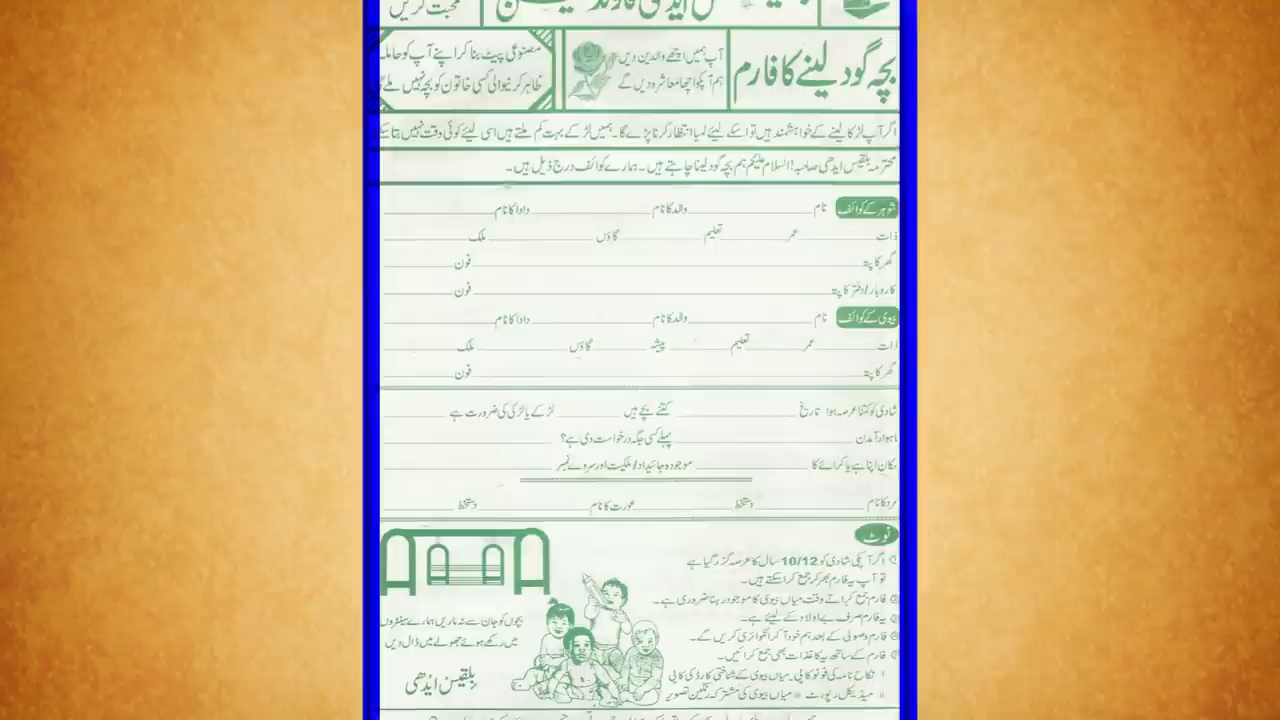 محبت کریں
بچہ گود لینے کا فارم
آپ ہمیں اچھے والدین دیں
ہم آپکو اچھا معاشرہ دیں گے
مصنوعی پیٹ بنا کر اپنے آپ کو حاملہ
ظاہر کرنیوالی کسی خاتون کو بچہ نہیں ملے
اگر آپ لڑکا لینے کے خواہشمند ہیں تو اسکے لیئے لمبا انتظار کرنا پڑے گا۔ ہمیں لڑکے بہت کم ملتے ہیں اسی لیئے کوئی وقت نہیں بتا سکتے
محترمہ بلقیس ایدھی صاحبہ! السلام علیکم ہم بچہ گود لینا چاہتے ہیں۔ ہمارے کوائف درج ذیل ہیں۔
شوہر کے کوائف نام والد کا نام دادا کا نام
ذات عمر تعلیم گاؤں ملک
گھر کا پتہ فون
کاروبار/دفتر کا پتہ فون
بیوی کے کوائف نام والد کا نام دادا کا نام
ذات عمر تعلیم پیشہ گاؤں ملک
گھر کا پتہ فون
شادی کو کتنا عرصہ ہوا تاریخ کتنے بچے ہیں لڑکے یا لڑکی کی ضرورت ہے
ماہوار آمدن پہلے کسی جگہ درخواست دی ہے؟
مکان اپنا ہے یا کرائے کا موجودہ جائیداد/ملکیت اور سروے نمبر
مرد کا نام دستخط عورت کا نام دستخط
نوٹ
اگر آپکی شادی کو 10/12 سال کا عرصہ گزر گیا ہے
تو آپ یہ فارم بھر کر جمع کرا سکتے ہیں۔
فارم جمع کراتے وقت میاں بیوی کا موجود رہنا ضروری ہے۔
یہ فارم صرف بے اولاد کے لیئے ہے۔
فارم وصولی کے بعد ہم خود آکر انکوائری کریں گے۔
فارم کے ساتھ یہ کاغذات بھی جمع کرائیں۔
i نکاح نامہ کی فوٹو کاپی۔ میاں بیوی کے شناختی کارڈ کی کاپی
ii میڈیکل رپورٹ iii میاں بیوی کی مشترکہ رنگین تصویر
بچوں کو جان سے نہ ماریں ہمارے سینٹروں
میں رکھے ہوئے جھولے میں ڈال دیں
بلقیس ایدھی